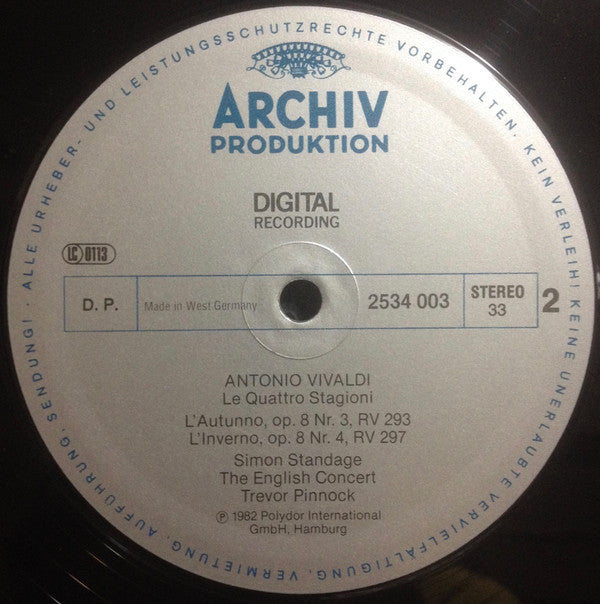 ALLE URHEBER- UND LEISTUNGSSCHUTZRECHTE VORBEHALTEN. KEIN VERLEIH! KEINE UNERLAUBTE VERVIELFÄLTIGUNG, VERMIETUNG, AUFFÜHRUNG, SENDUNG! ·
ARCHIV
PRODUKTION
DIGITAL
RECORDING
LC 0113
D. P.
Made in West Germany
2534 003
STEREO
33
2
ANTONIO VIVALDI
Le Quattro Stagioni
L'Autunno, op. 8 Nr. 3, RV 293
L'Inverno, op. 8 Nr. 4, RV 297
Simon Standage
The English Concert
Trevor Pinnock
Ⓟ 1982 Polydor International
GmbH, Hamburg